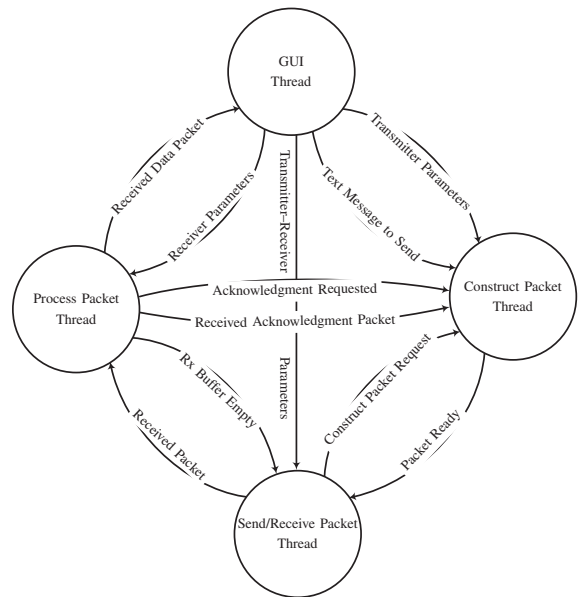 GUI
Thread
Received Data Packet
Receiver Parameters
Transmitter–Receiver
Parameters
Text Message to Send
Transmitter Parameters
Process Packet
Thread
Acknowledgment Requested
Received Acknowledgment Packet
Construct Packet
Thread
Rx Buffer Empty
Received Packet
Construct Packet Request
Packet Ready
Send/Receive Packet
Thread